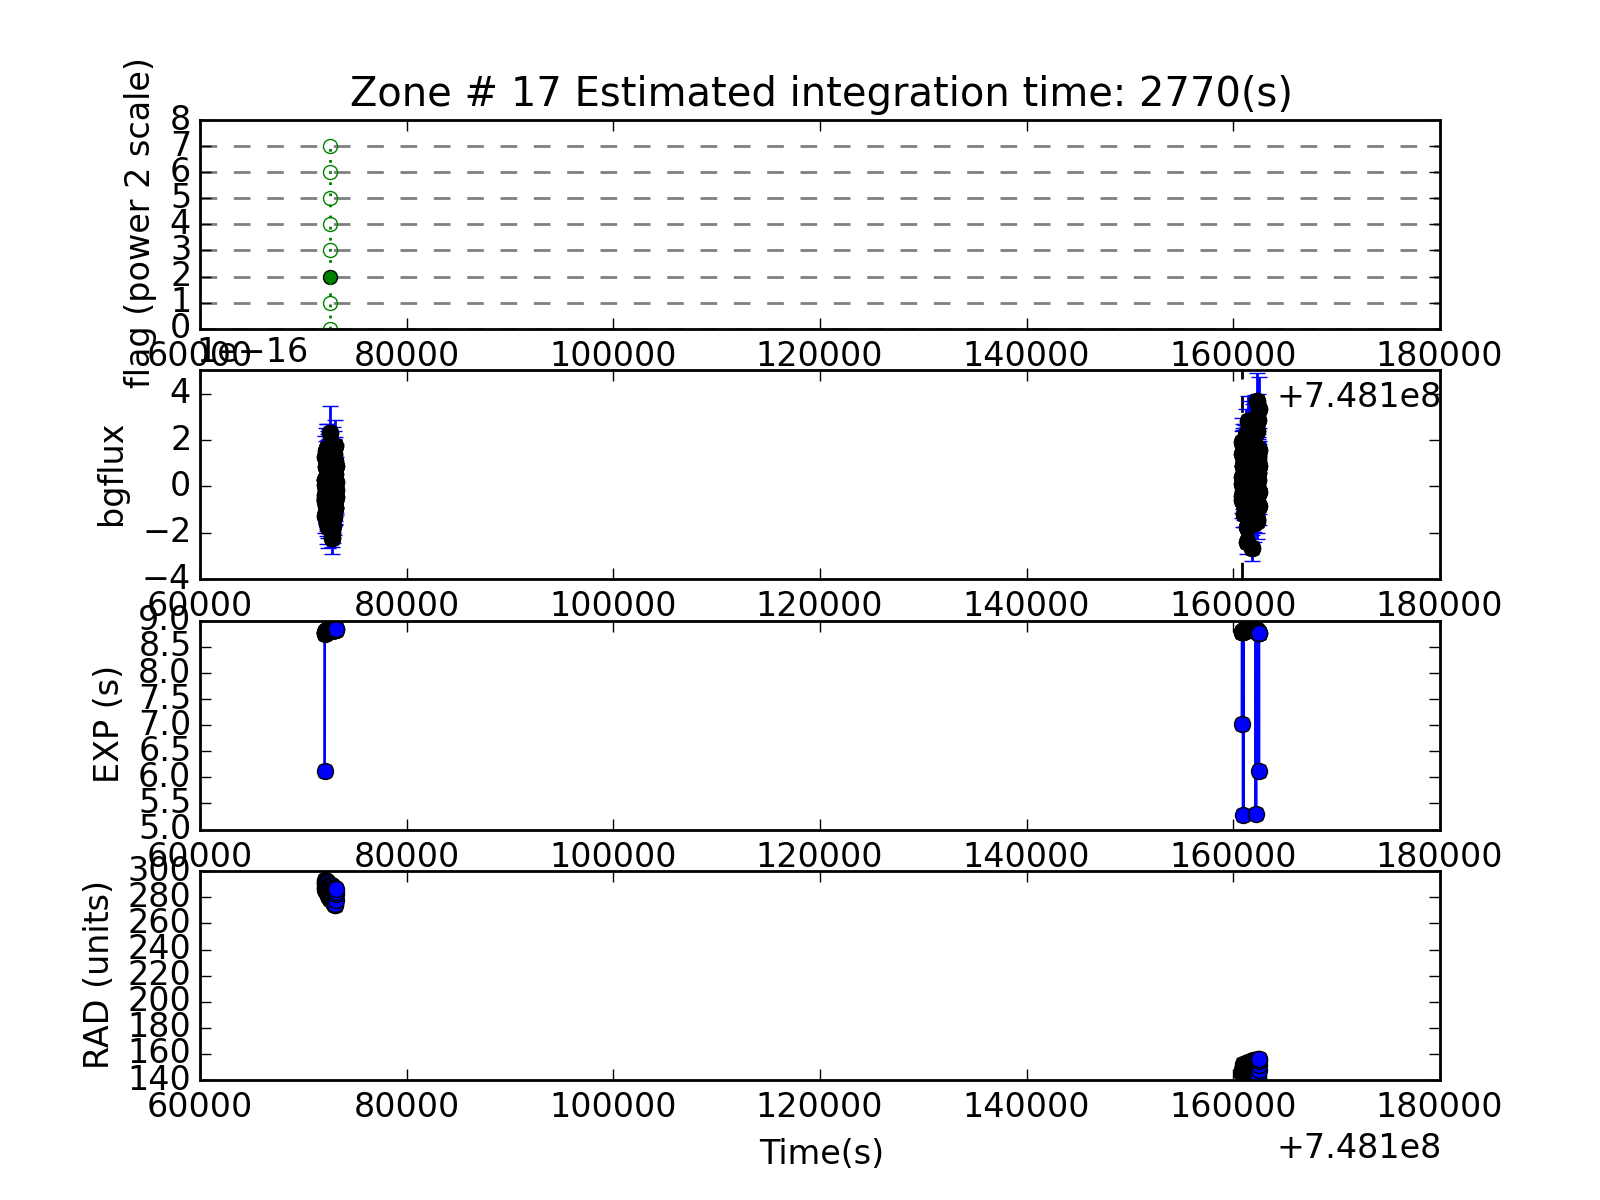 Zone # 17 Estimated integration time: 2770(s)
flag (power 2 scale)
8
7
6
5
4
3
2
1
0
60000 80000 100000 120000 140000 160000 180000
1e−16
+7.481e8
bgflux
4
2
0
−2
−4
60000 80000 100000 120000 140000 160000 180000
EXP (s)
9.0
8.5
8.0
7.5
7.0
6.5
6.0
5.5
5.0
60000 80000 100000 120000 140000 160000 180000
RAD (units)
300
280
260
240
220
200
180
160
140
60000 80000 100000 120000 140000 160000 180000
Time(s)
+7.481e8